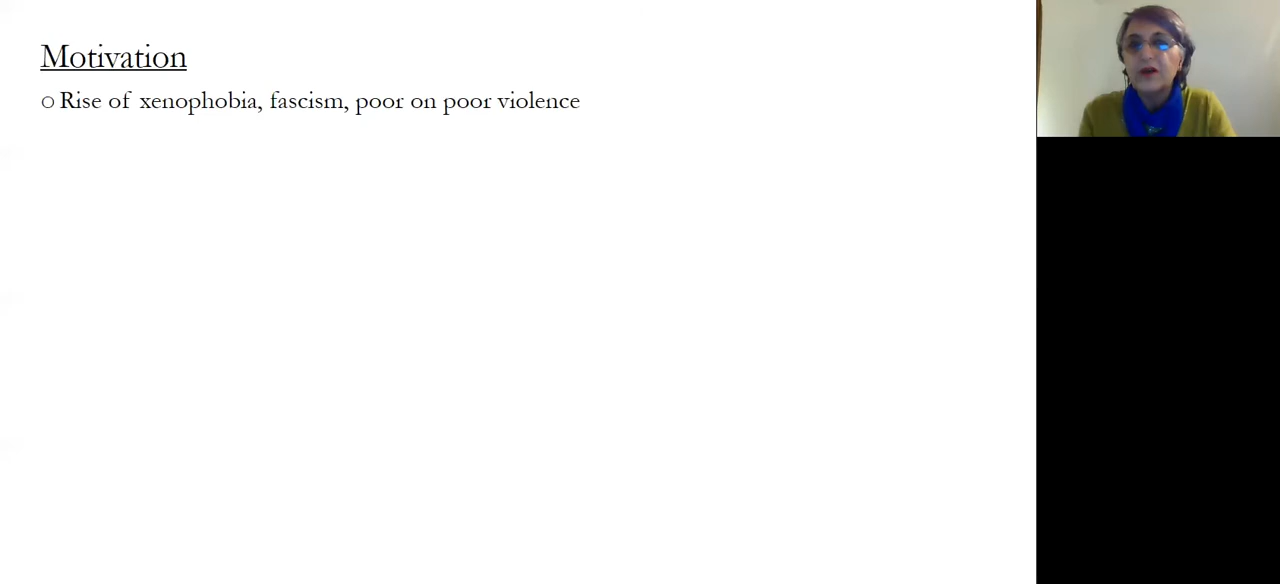 Motivation
○ Rise of xenophobia, fascism, poor on poor violence